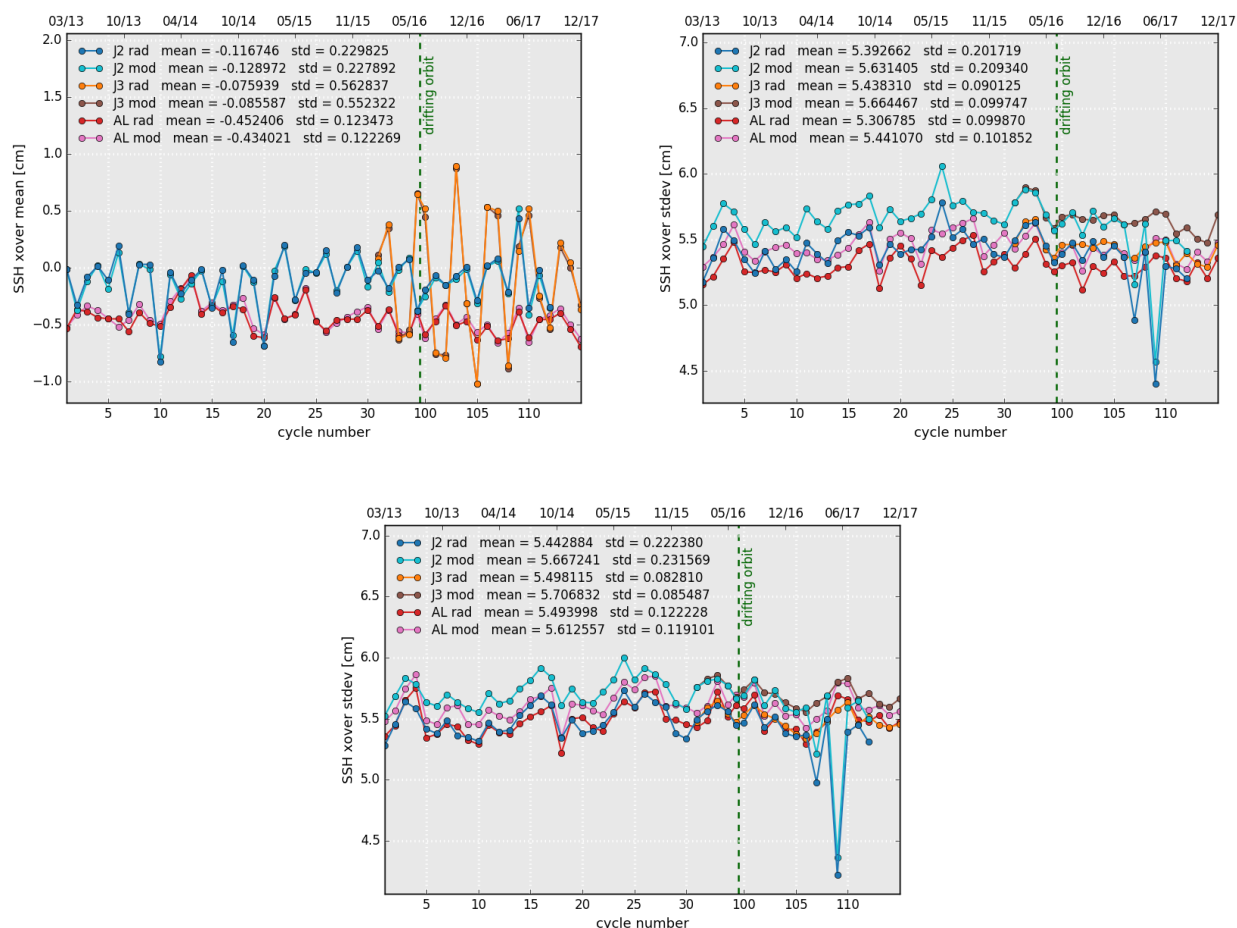 03/13 10/13 04/14 10/14 05/15 11/15 05/16 12/16 06/17 12/17
2.0
1.5
1.0
0.5
0.0
−0.5
−1.0
SSH xover mean [cm]
J2 rad mean = -0.116746 std = 0.229825
J2 mod mean = -0.128972 std = 0.227892
J3 rad mean = -0.075939 std = 0.562837
J3 mod mean = -0.085587 std = 0.552322
AL rad mean = -0.452406 std = 0.123473
AL mod mean = -0.434021 std = 0.122269
drifting orbit
5 10 15 20 25 30 100 105 110
cycle number
03/13 10/13 04/14 10/14 05/15 11/15 05/16 12/16 06/17 12/17
7.0
6.5
6.0
5.5
5.0
4.5
SSH xover stdev [cm]
J2 rad mean = 5.392662 std = 0.201719
J2 mod mean = 5.631405 std = 0.209340
J3 rad mean = 5.438310 std = 0.090125
J3 mod mean = 5.664467 std = 0.099747
AL rad mean = 5.306785 std = 0.099870
AL mod mean = 5.441070 std = 0.101852
drifting orbit
5 10 15 20 25 30 100 105 110
cycle number
03/13 10/13 04/14 10/14 05/15 11/15 05/16 12/16 06/17 12/17
7.0
6.5
6.0
5.5
5.0
4.5
SSH xover stdev [cm]
J2 rad mean = 5.442884 std = 0.222380
J2 mod mean = 5.667241 std = 0.231569
J3 rad mean = 5.498115 std = 0.082810
J3 mod mean = 5.706832 std = 0.085487
AL rad mean = 5.493998 std = 0.122228
AL mod mean = 5.612557 std = 0.119101
drifting orbit
5 10 15 20 25 30 100 105 110
cycle number